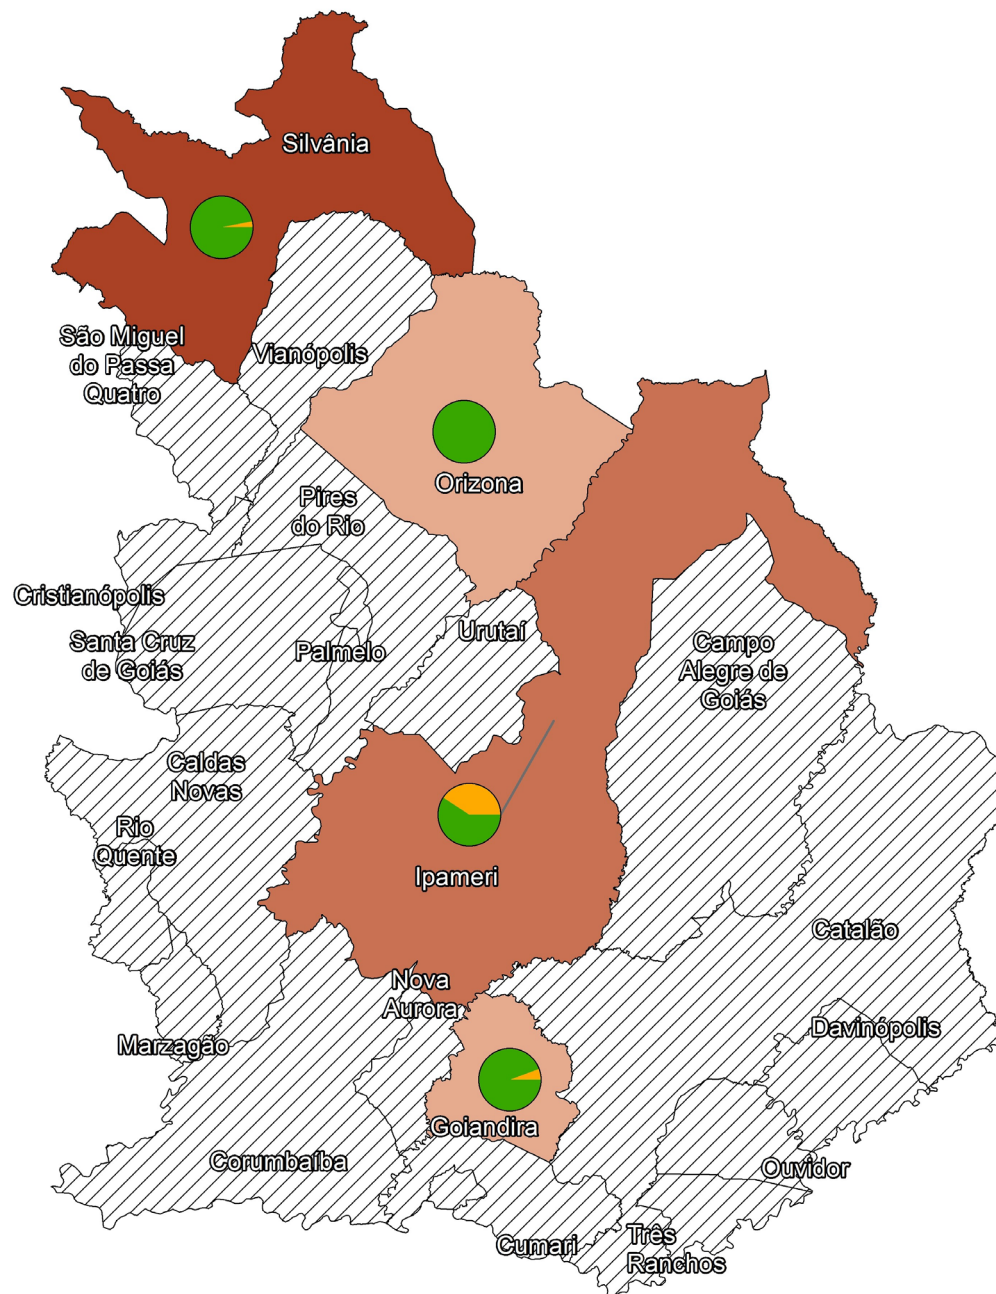 Silvânia
São Miguel
do Passa
Quatro
Vianópolis
Orizona
Pires
do Rio
Cristianópolis
Santa Cruz
de Goiás
Palmelo
Urutaí
Campo
Alegre de
Goiás
Caldas
Novas
Rio
Quente
Ipameri
Catalão
Nova
Aurora
Marzagão
Davinópolis
Goiandira
Corumbaíba
Ouvidor
Cumari
Três
Ranchos